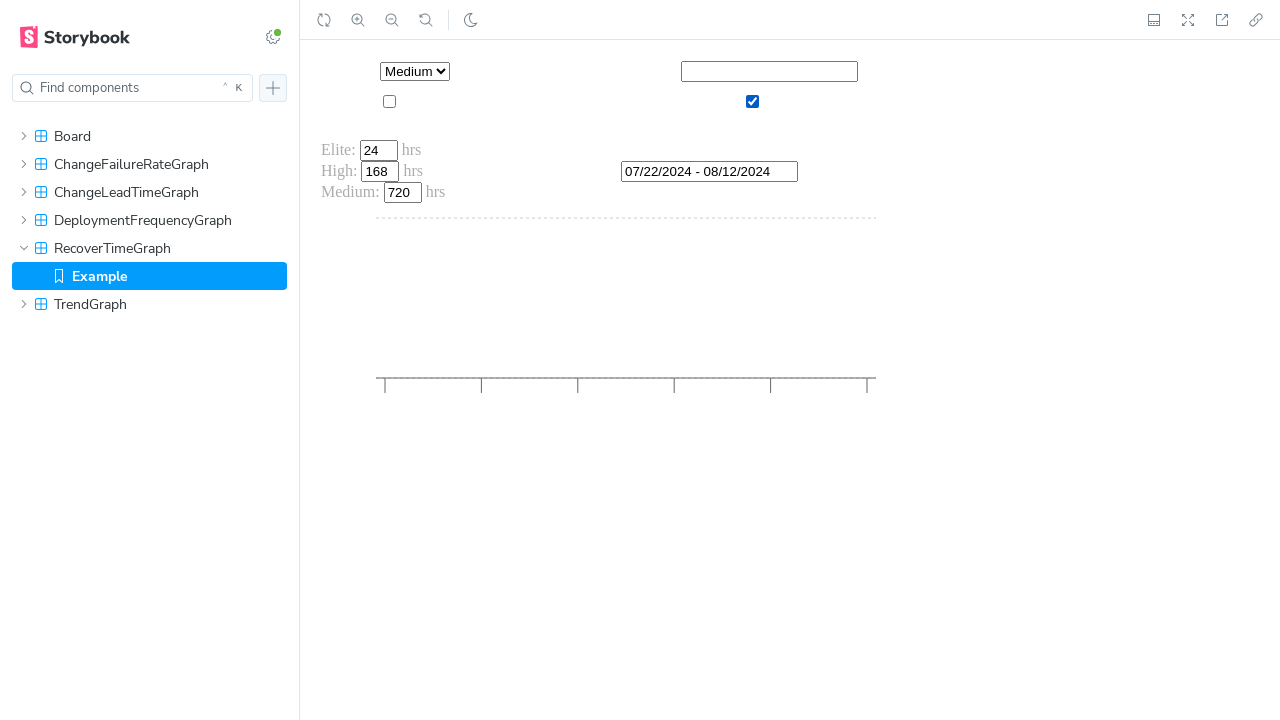 Storybook
Find components
⌃ K
Board
ChangeFailureRateGraph
ChangeLeadTimeGraph
DeploymentFrequencyGraph
RecoverTimeGraph
Example
TrendGraph
Medium
Elite: 24 hrs
High: 168 hrs
07/22/2024 - 08/12/2024
Medium: 720 hrs